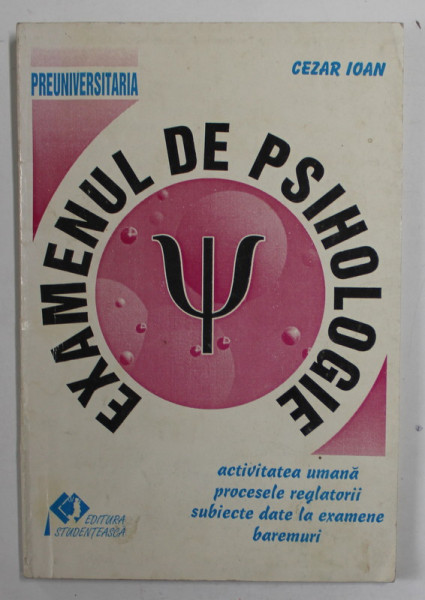 PREUNIVERSITARIA
CEZAR IOAN
EXAMENUL DE PSIHOLOGIE
Ψ
activitatea umană
procesele reglatorii
subiecte date la examene
baremuri
EDITURA
STUDENȚEASCĂ